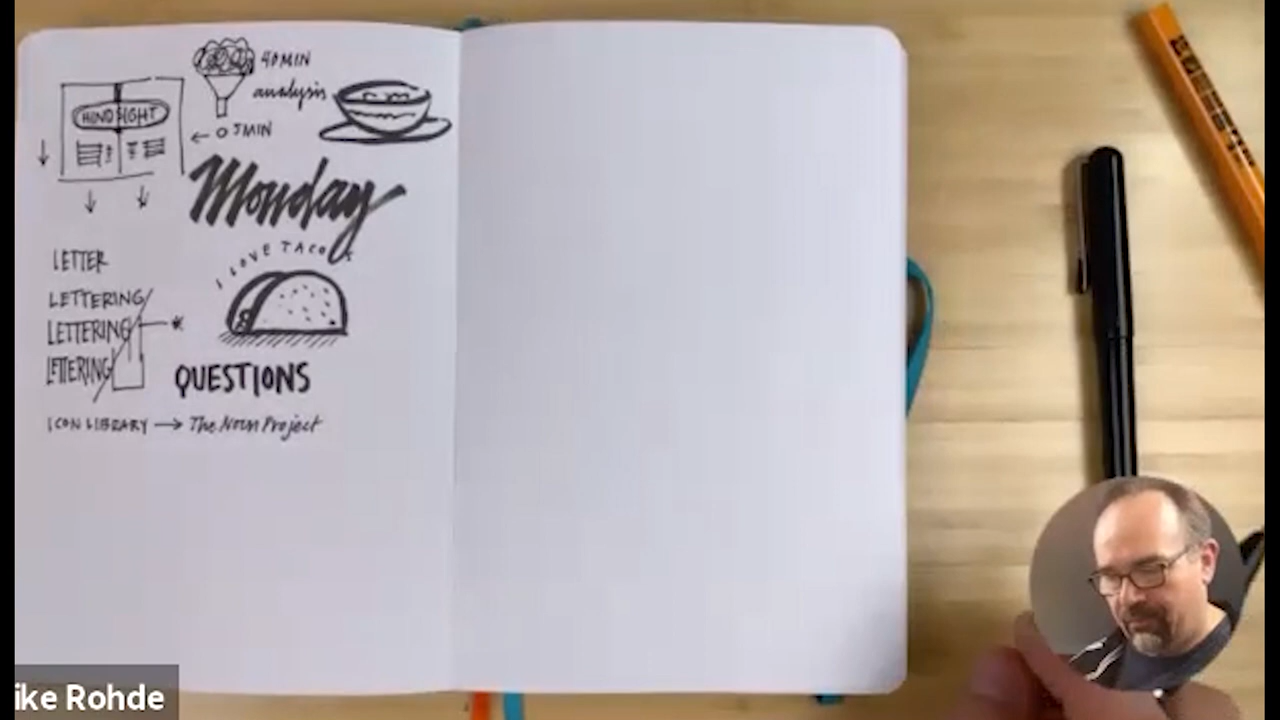 40MIN
analysis
HINDSIGHT
← 0 5MIN
Monday
I LOVE TACOS
LETTER
LETTERING
LETTERING
LETTERING
QUESTIONS
ICON LIBRARY → The Noun Project
ike Rohde